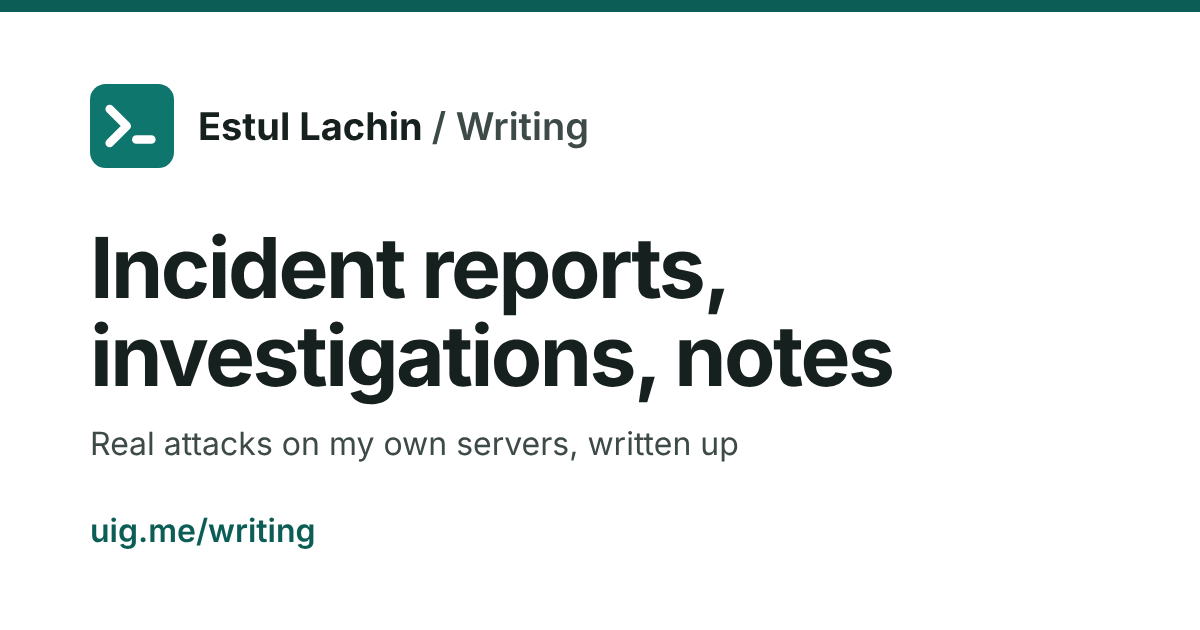 Estul Lachin / Writing
Incident reports,
investigations, notes
Real attacks on my own servers, written up
uig.me/writing